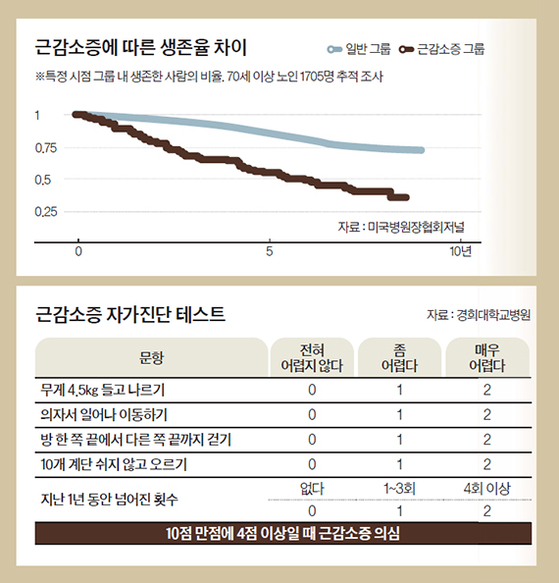 근감소증에 따른 생존율 차이
일반 그룹 근감소증 그룹
※특정 시점 그룹 내 생존한 사람의 비율, 70세 이상 노인 1705명 추적 조사
1
0.75
0.5
0.25
자료 : 미국병원장협회저널
0 5 10년
근감소증 자가진단 테스트
자료 : 경희대학교병원
문항 전혀 어렵지 않다 좀 어렵다 매우 어렵다
무게 4.5kg 들고 나르기 0 1 2
의자서 일어나 이동하기 0 1 2
방 한 쪽 끝에서 다른 쪽 끝까지 걷기 0 1 2
10개 계단 쉬지 않고 오르기 0 1 2
지난 1년 동안 넘어진 횟수 없다 1~3회 4회 이상
0 1 2
10점 만점에 4점 이상일 때 근감소증 의심